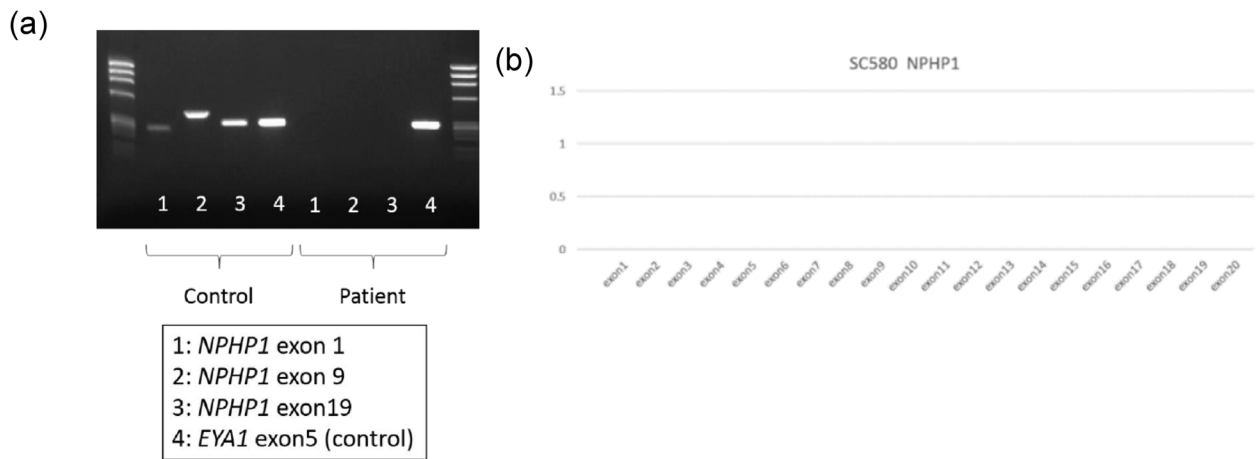 (a)
1 2 3 4 1 2 3 4
Control Patient
1: NPHP1 exon 1
2: NPHP1 exon 9
3: NPHP1 exon19
4: EYA1 exon5 (control)
(b)
SC580 NPHP1
1.5
1
0.5
0
exon1 exon2 exon3 exon4 exon5 exon6 exon7 exon8 exon9 exon10 exon11 exon12 exon13 exon14 exon15 exon16 exon17 exon18 exon19 exon20